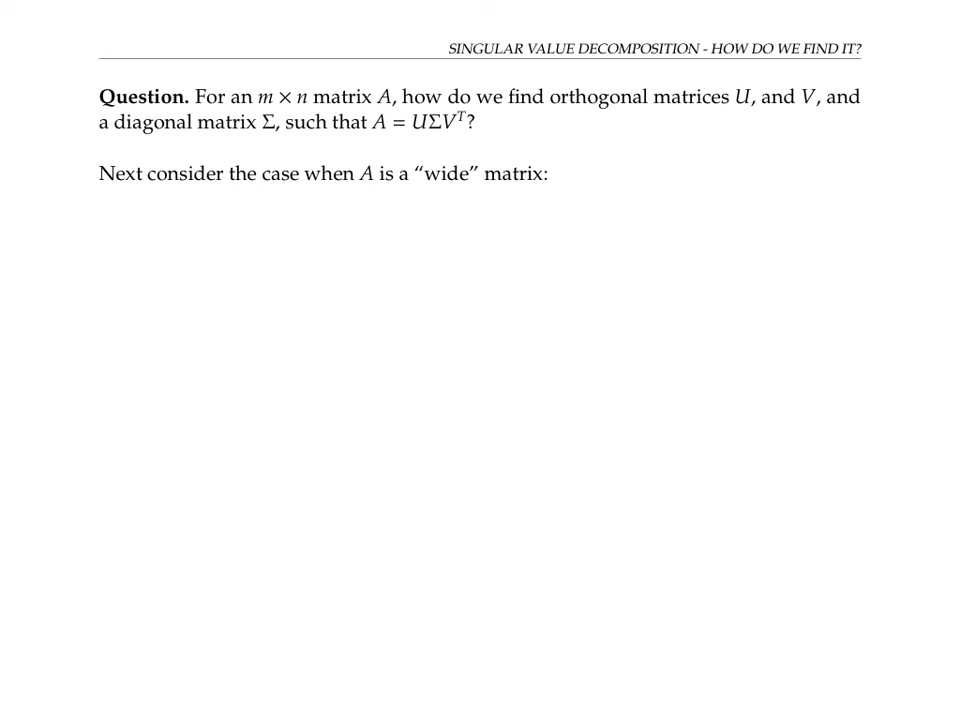 SINGULAR VALUE DECOMPOSITION - HOW DO WE FIND IT?
Question. For an m × n matrix A, how do we find orthogonal matrices U, and V, and
a diagonal matrix Σ, such that A = UΣVᵀ?
Next consider the case when A is a “wide” matrix: